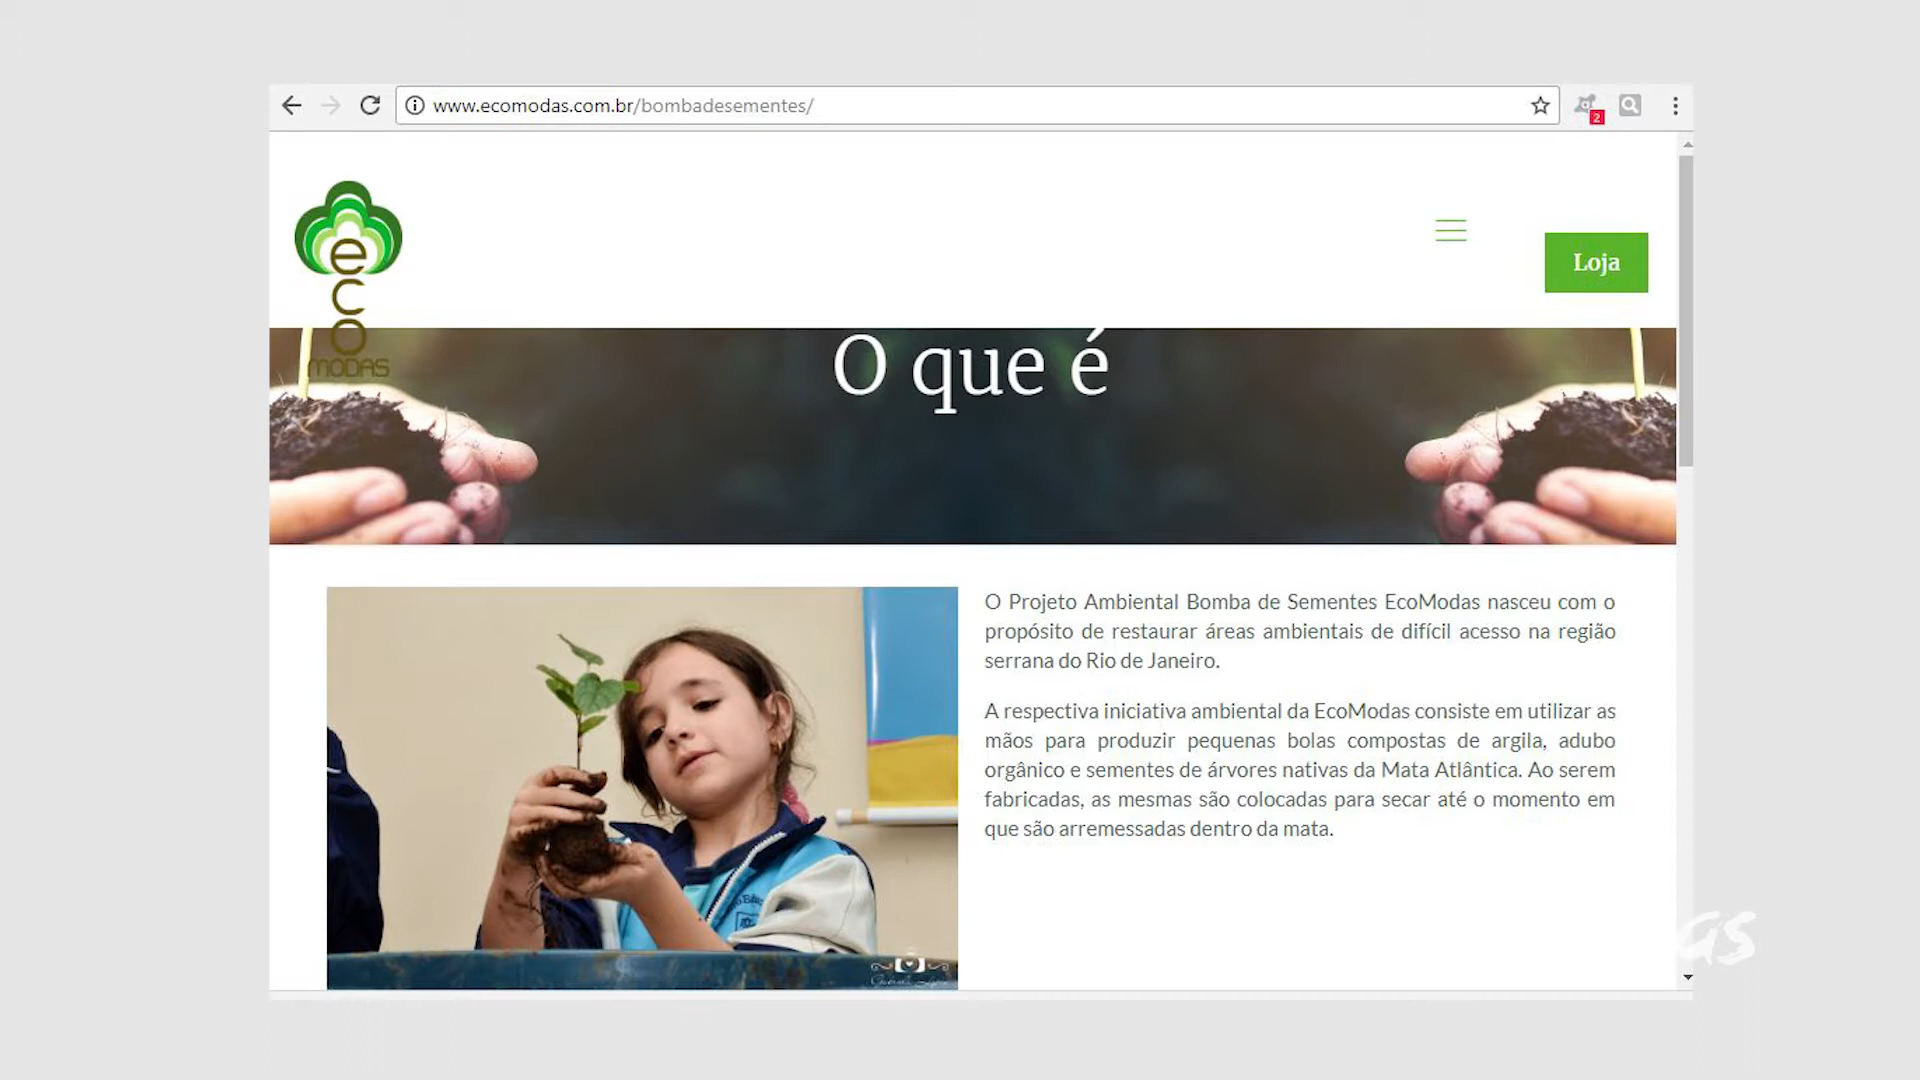 www.ecomodas.com.br/bombadesementes/
2
eco
MODAS
Loja
O que é
O Projeto Ambiental Bomba de Sementes EcoModas nasceu com o
propósito de restaurar áreas ambientais de difícil acesso na região
serrana do Rio de Janeiro.
A respectiva iniciativa ambiental da EcoModas consiste em utilizar as
mãos para produzir pequenas bolas compostas de argila, adubo
orgânico e sementes de árvores nativas da Mata Atlântica. Ao serem
fabricadas, as mesmas são colocadas para secar até o momento em
que são arremessadas dentro da mata.
GS